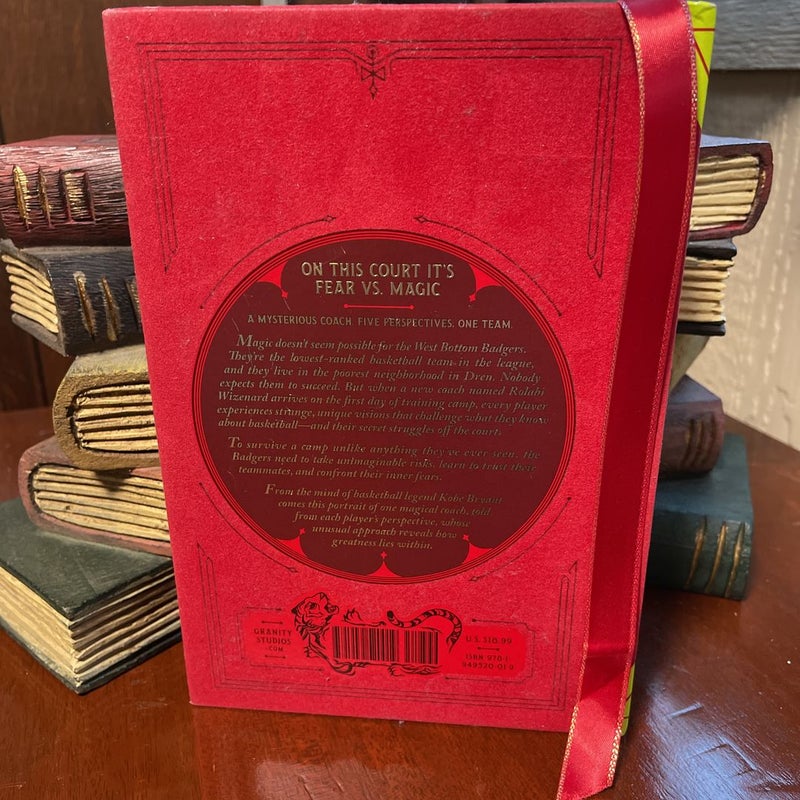 ON THIS COURT IT'S
FEAR VS. MAGIC
A MYSTERIOUS COACH. FIVE PERSPECTIVES. ONE TEAM.
Magic doesn't seem possible for the West Bottom Badgers.
They're the lowest-ranked basketball team in the league,
and they live in the poorest neighborhood in Dren. Nobody
expects them to succeed. But when a new coach named Rolabi
Wizenard arrives on the first day of training camp, every player
experiences strange, unique visions that challenge what they know
about basketball—and their secret struggles off the court.
To survive a camp unlike anything they've ever seen, the
Badgers need to take unimaginable risks, learn to trust their
teammates, and confront their inner fears.
From the mind of basketball legend Kobe Bryant
comes this portrait of one magical coach, told
from each player's perspective, whose
unusual approach reveals how
greatness lies within.
GRANITY
STUDIOS
.COM
U.S. $16.99
ISBN 978-1-
949520-01-9